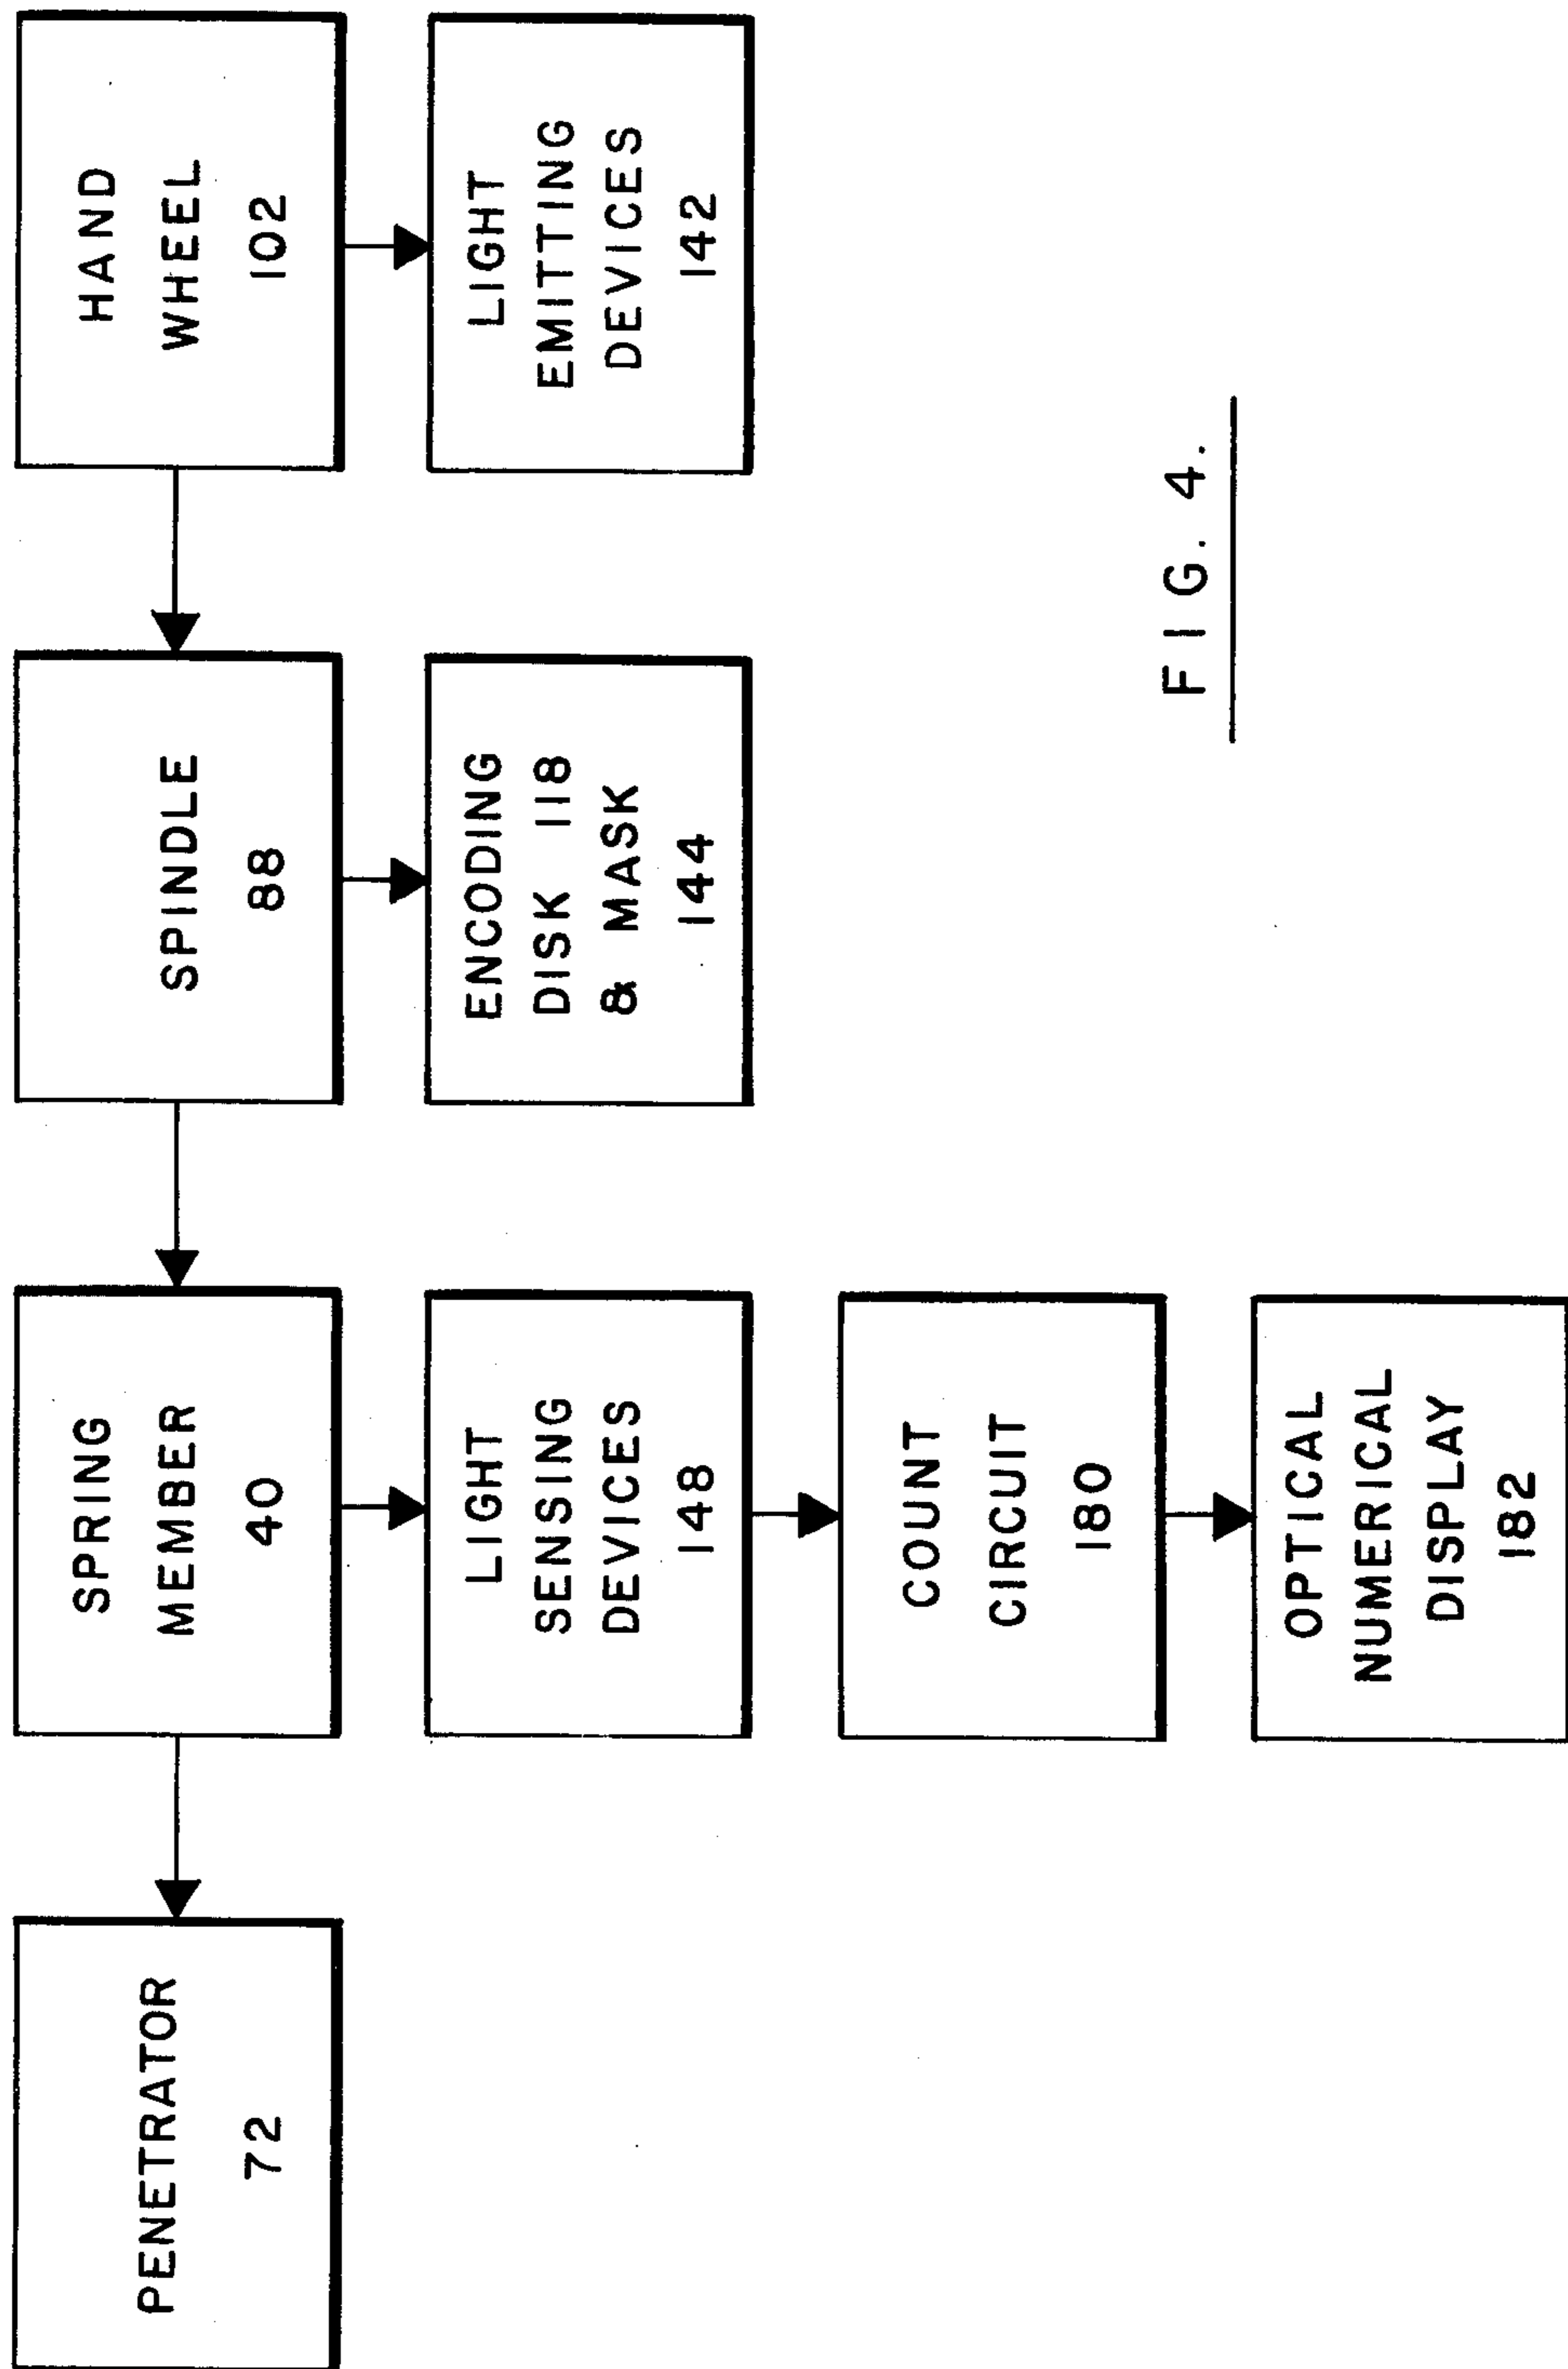 PENETRATOR
72
SPRING
MEMBER
40
SPINDLE
88
HAND
WHEEL
102
LIGHT
SENSING
DEVICES
148
ENCODING
DISK 118
& MASK
144
LIGHT
EMITTING
DEVICES
142
COUNT
CIRCUIT
180
OPTICAL
NUMERICAL
DISPLAY
182
FIG. 4.